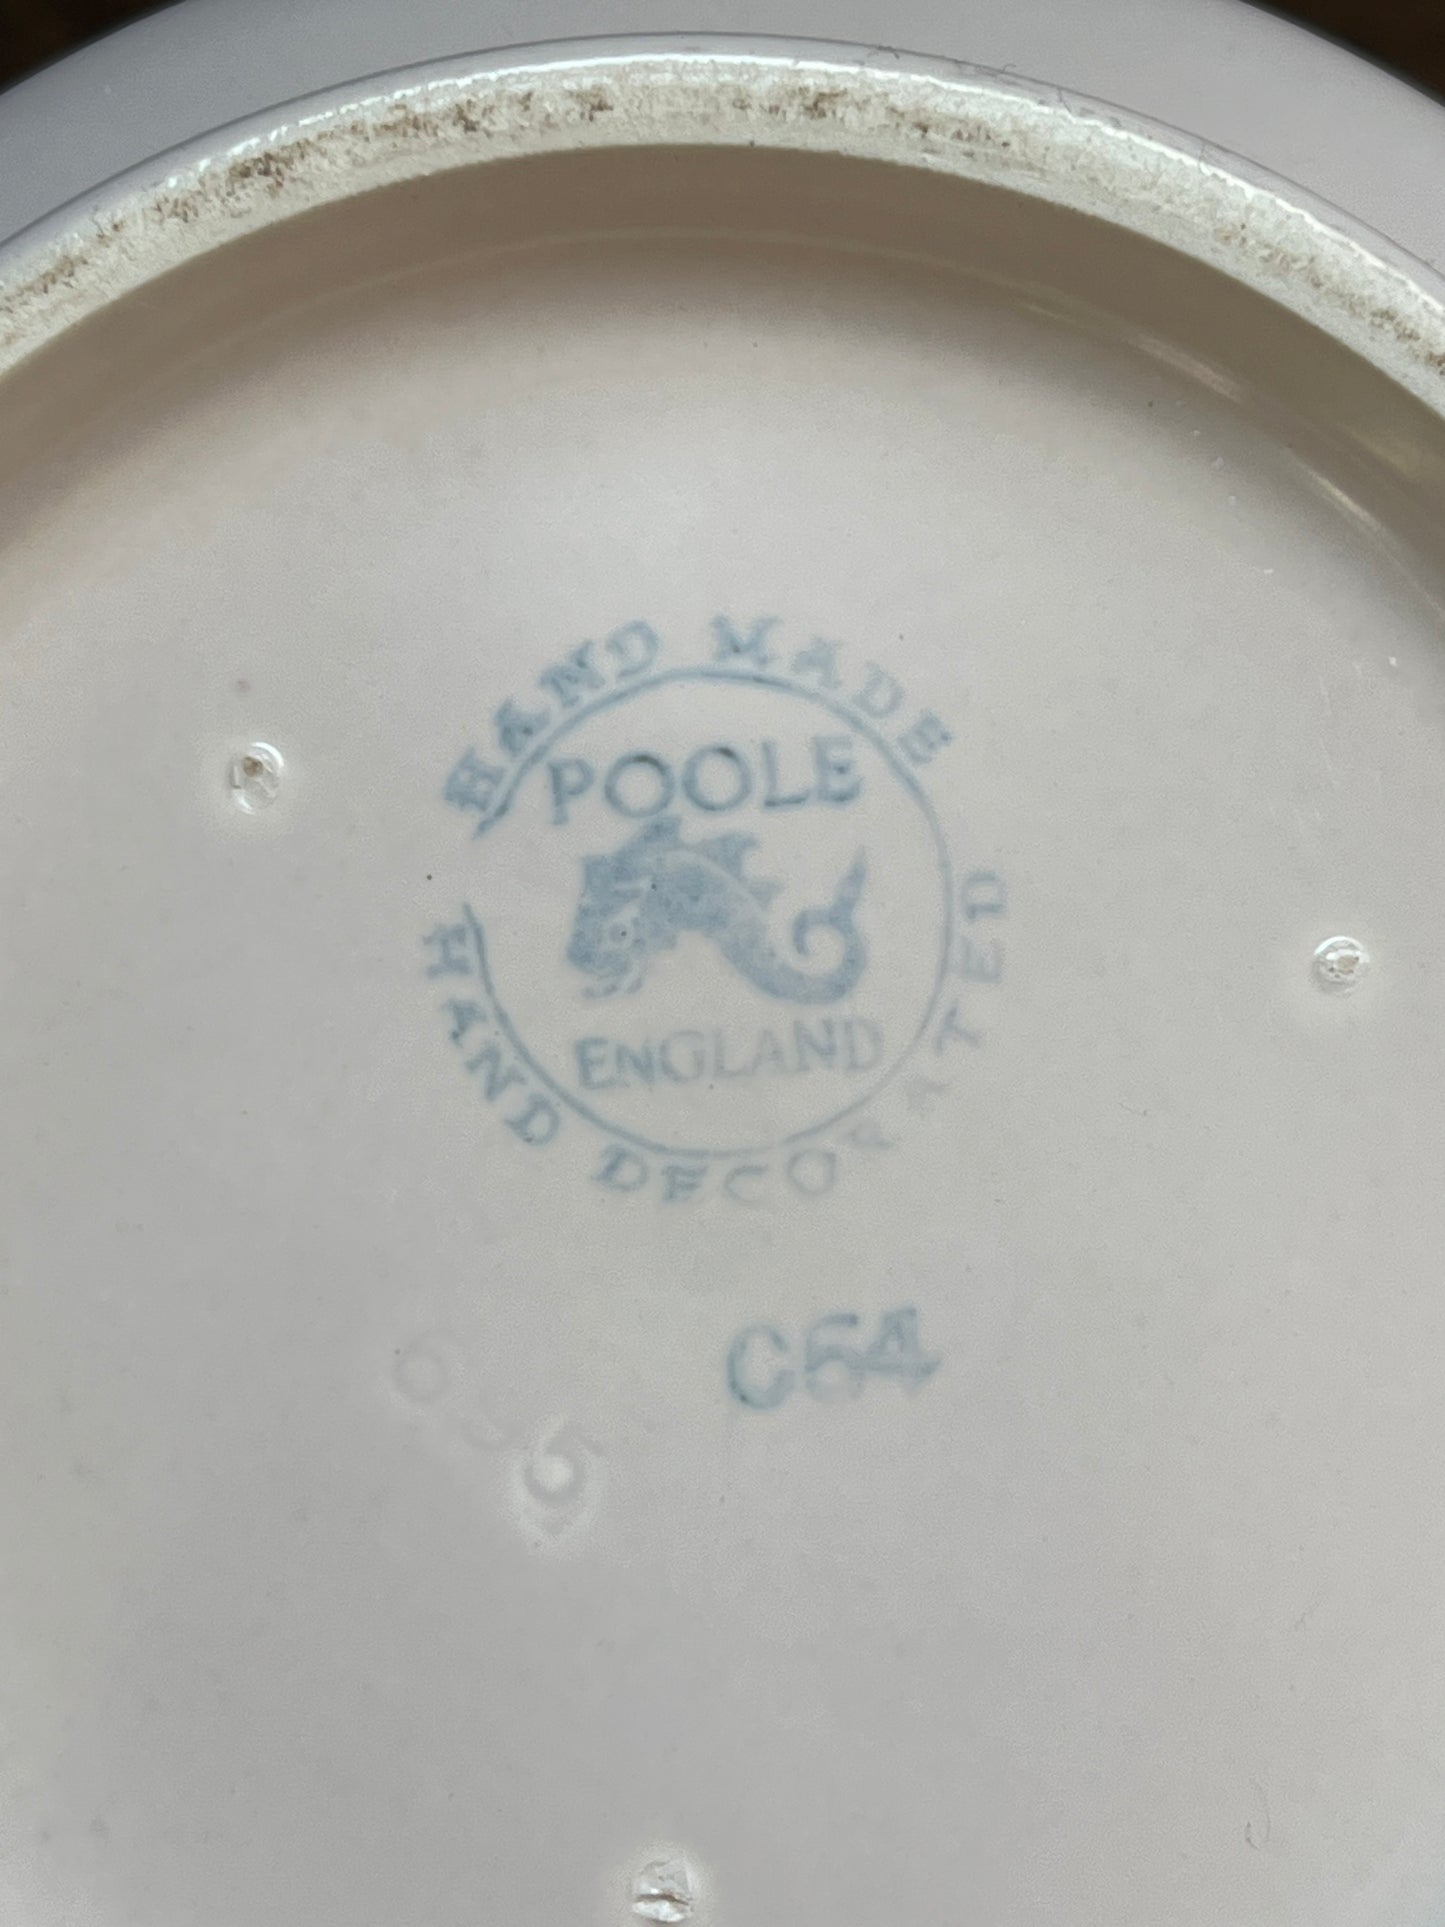 HAND MADE
POOLE
ENGLAND
HAND DECORATED
C54